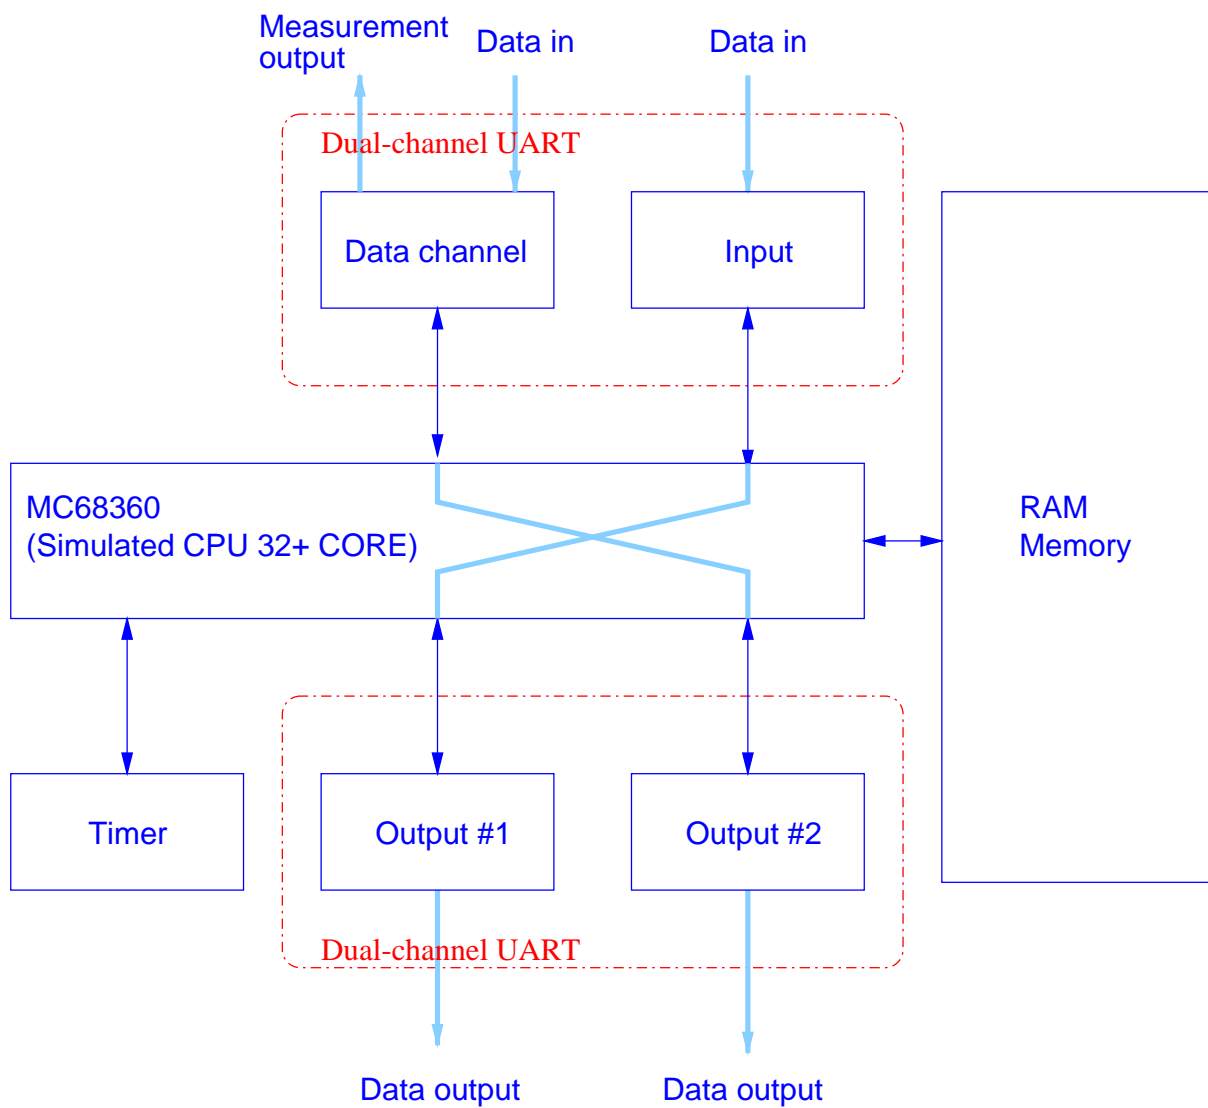 Measurement
output
Data in
Data in
Dual-channel UART
Data channel
Input
MC68360
(Simulated CPU 32+ CORE)
RAM
Memory
Timer
Output #1
Output #2
Dual-channel UART
Data output
Data output